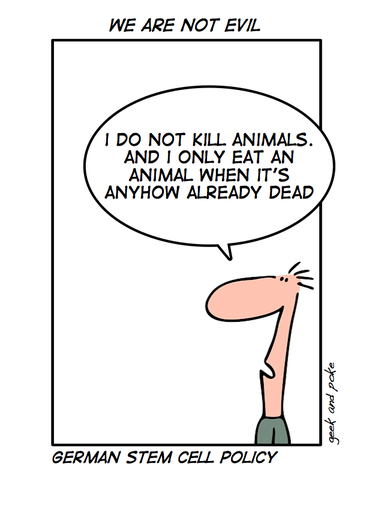 WE ARE NOT EVIL
I DO NOT KILL ANIMALS.
AND I ONLY EAT AN
ANIMAL WHEN IT'S
ANYHOW ALREADY DEAD
geek and poke
GERMAN STEM CELL POLICY